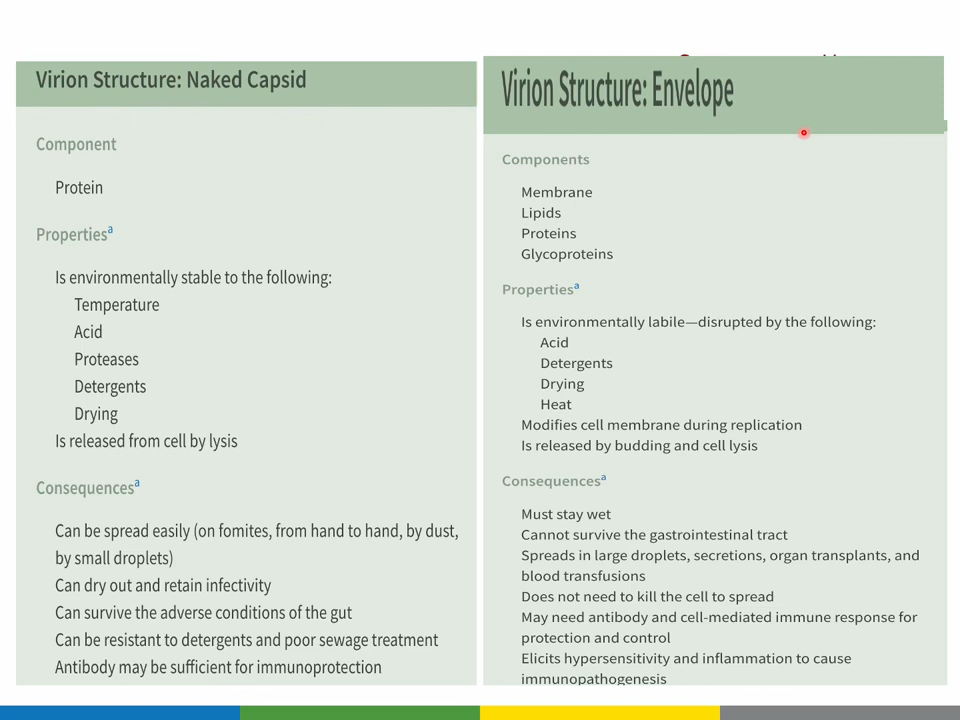 Virion Structure: Naked Capsid
Component
Protein
Propertiesa
Is environmentally stable to the following:
Temperature
Acid
Proteases
Detergents
Drying
Is released from cell by lysis
Consequencesa
Can be spread easily (on fomites, from hand to hand, by dust,
by small droplets)
Can dry out and retain infectivity
Can survive the adverse conditions of the gut
Can be resistant to detergents and poor sewage treatment
Antibody may be sufficient for immunoprotection
Virion Structure: Envelope
Components
Membrane
Lipids
Proteins
Glycoproteins
Propertiesa
Is environmentally labile—disrupted by the following:
Acid
Detergents
Drying
Heat
Modifies cell membrane during replication
Is released by budding and cell lysis
Consequencesa
Must stay wet
Cannot survive the gastrointestinal tract
Spreads in large droplets, secretions, organ transplants, and
blood transfusions
Does not need to kill the cell to spread
May need antibody and cell-mediated immune response for
protection and control
Elicits hypersensitivity and inflammation to cause
immunopathogenesis